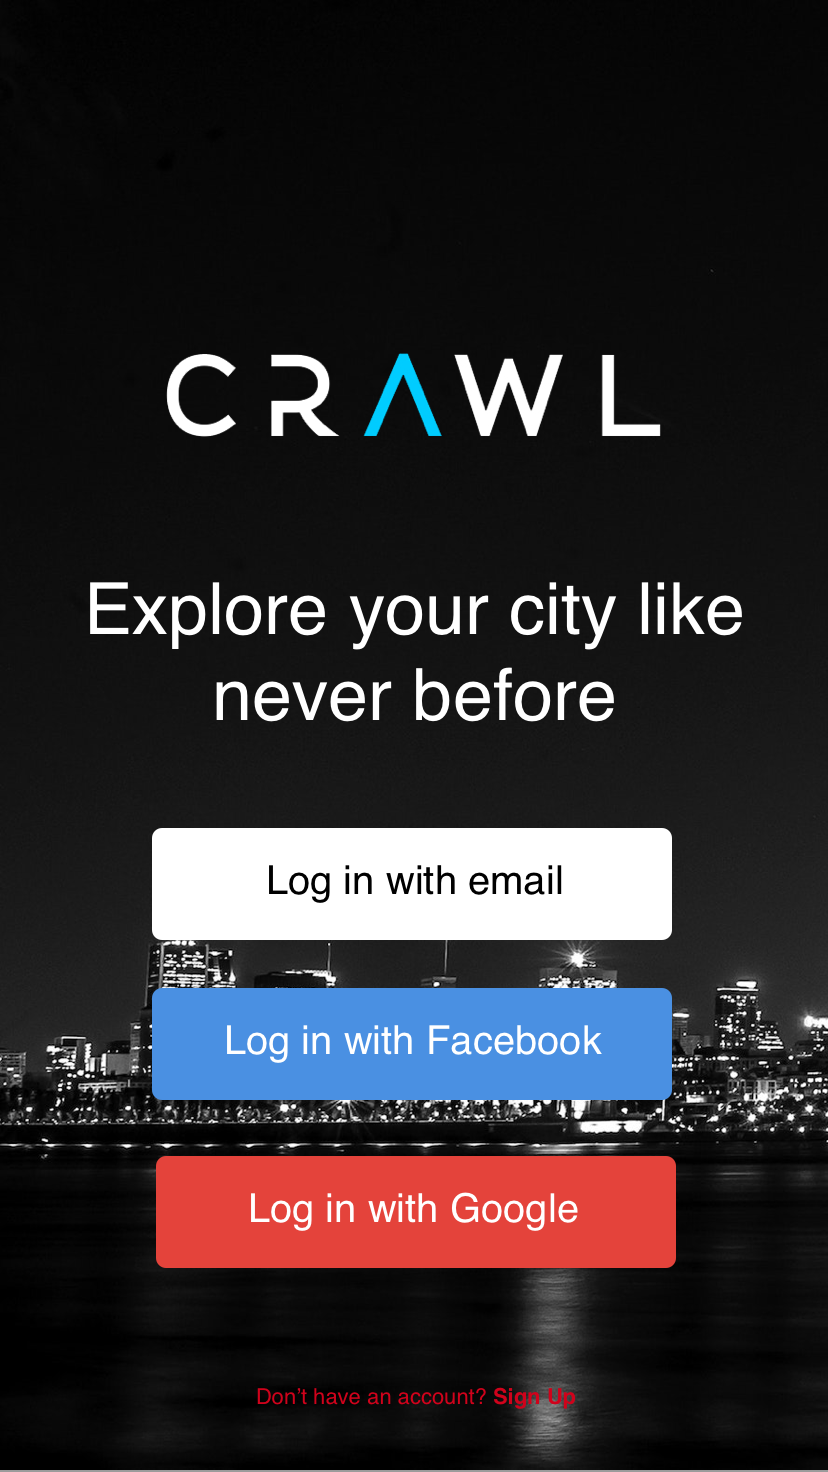 CRAWL
Explore your city like
never before
Log in with email
Log in with Facebook
Log in with Google
Don't have an account? Sign Up